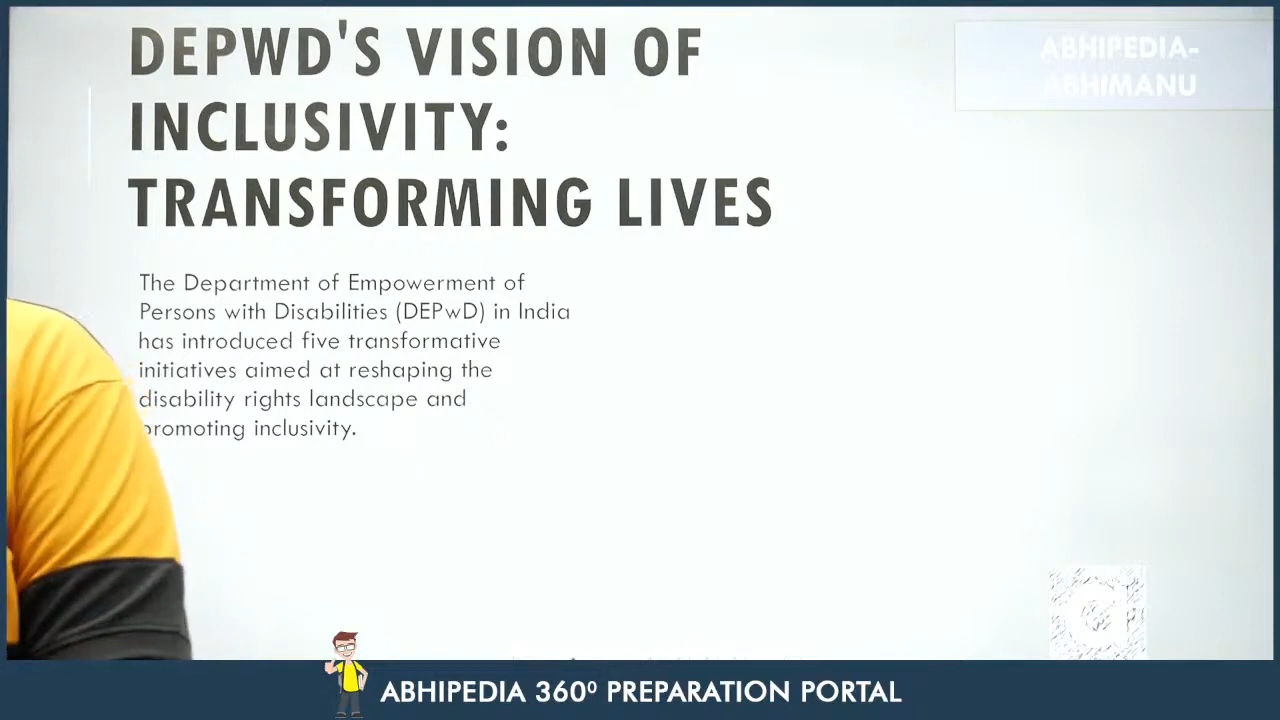 DEPWD'S VISION OF
INCLUSIVITY:
TRANSFORMING LIVES
ABHIPEDIA-
ABHIMANU
The Department of Empowerment of
Persons with Disabilities (DEPwD) in India
has introduced five transformative
initiatives aimed at reshaping the
disability rights landscape and
promoting inclusivity.
ABHIPEDIA 360⁰ PREPARATION PORTAL